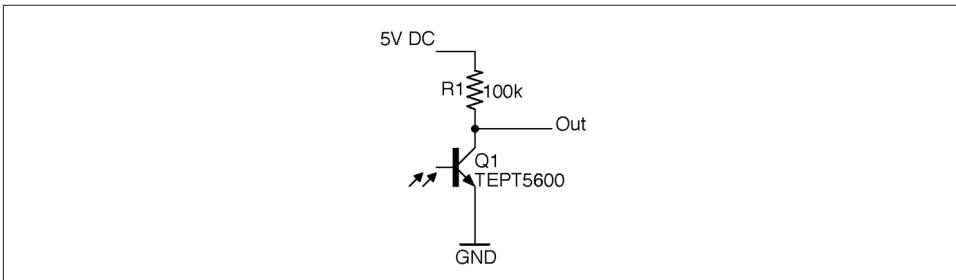 5V DC
R1
100k
Out
Q1
TEPT5600
GND